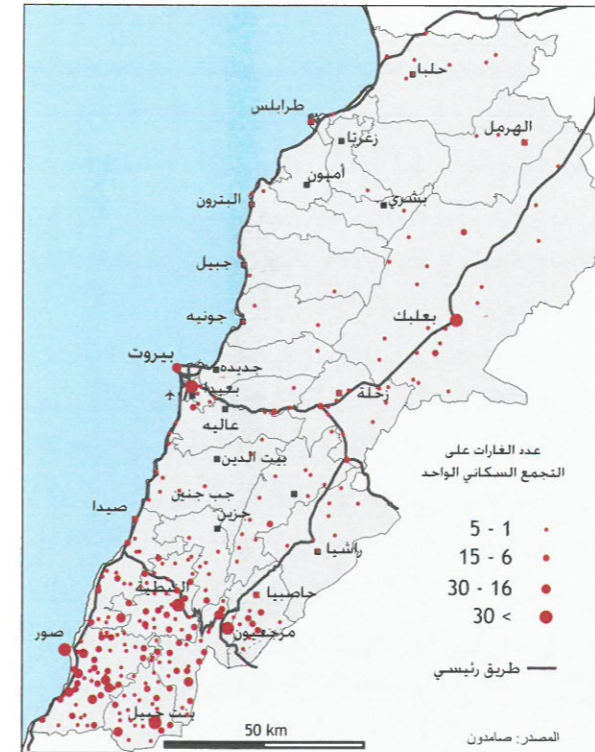 حلبا
طرابلس
زغرتا
الهرمل
أميون
بشري
البترون
جبيل
جونيه
بعلبك
بيروت
جديده
بعبدا
زحلة
عاليه
عدد الغارات على
التجمع السكاني الواحد
بيت الدين
جب جنين
صيدا
جزين
5 - 1
15 - 6
30 - 16
30 <
راشيا
النبطية
حاصبيا
مرجعيون
صور
طريق رئيسي
بنت جبيل
50 km
المصدر: صامدون